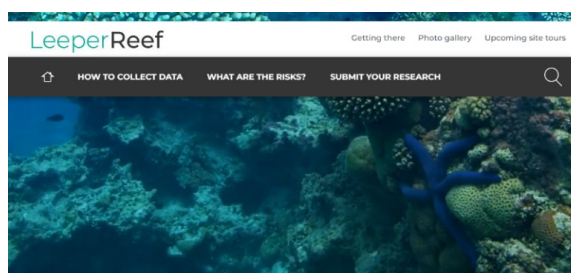 LeeperReef
Getting there Photo gallery Upcoming site tours
HOW TO COLLECT DATA WHAT ARE THE RISKS? SUBMIT YOUR RESEARCH